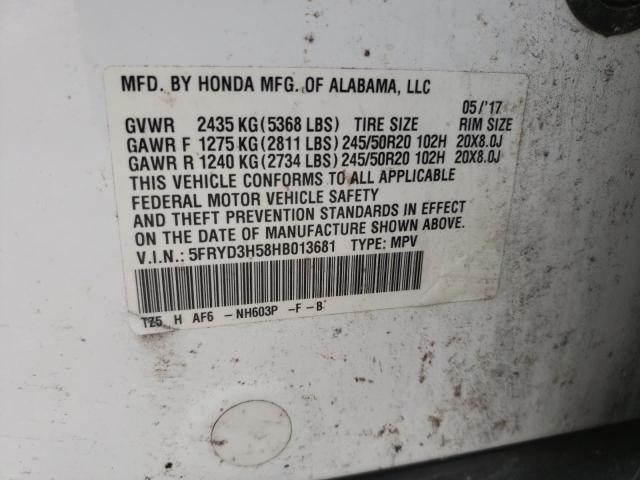 MFD. BY HONDA MFG. OF ALABAMA, LLC
05/'17
GVWR 2435 KG (5368 LBS) TIRE SIZE RIM SIZE
GAWR F 1275 KG (2811 LBS) 245/50R20 102H 20X8.0J
GAWR R 1240 KG (2734 LBS) 245/50R20 102H 20X8.0J
THIS VEHICLE CONFORMS TO ALL APPLICABLE
FEDERAL MOTOR VEHICLE SAFETY
AND THEFT PREVENTION STANDARDS IN EFFECT
ON THE DATE OF MANUFACTURE SHOWN ABOVE.
V.I.N.: 5FRYD3H58HB013681 TYPE: MPV
TZ5 H AF6 - NH603P -F -B